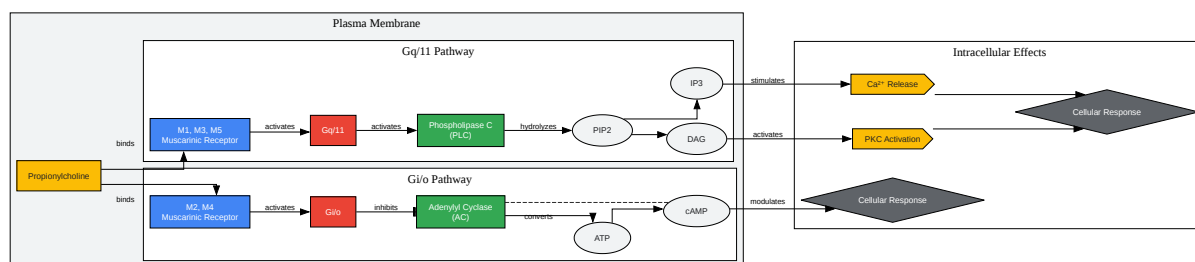 Plasma Membrane
Gq/11 Pathway
Intracellular Effects
IP3
stimulates
Ca²⁺ Release
Cellular Response
binds
M1, M3, M5
Muscarinic Receptor
activates
Gq/11
activates
Phospholipase C
(PLC)
hydrolyzes
PIP2
DAG
activates
PKC Activation
Propionylcholine
Gi/o Pathway
binds
M2, M4
Muscarinic Receptor
activates
Gi/o
inhibits
Adenylyl Cyclase
(AC)
converts
ATP
cAMP
modulates
Cellular Response